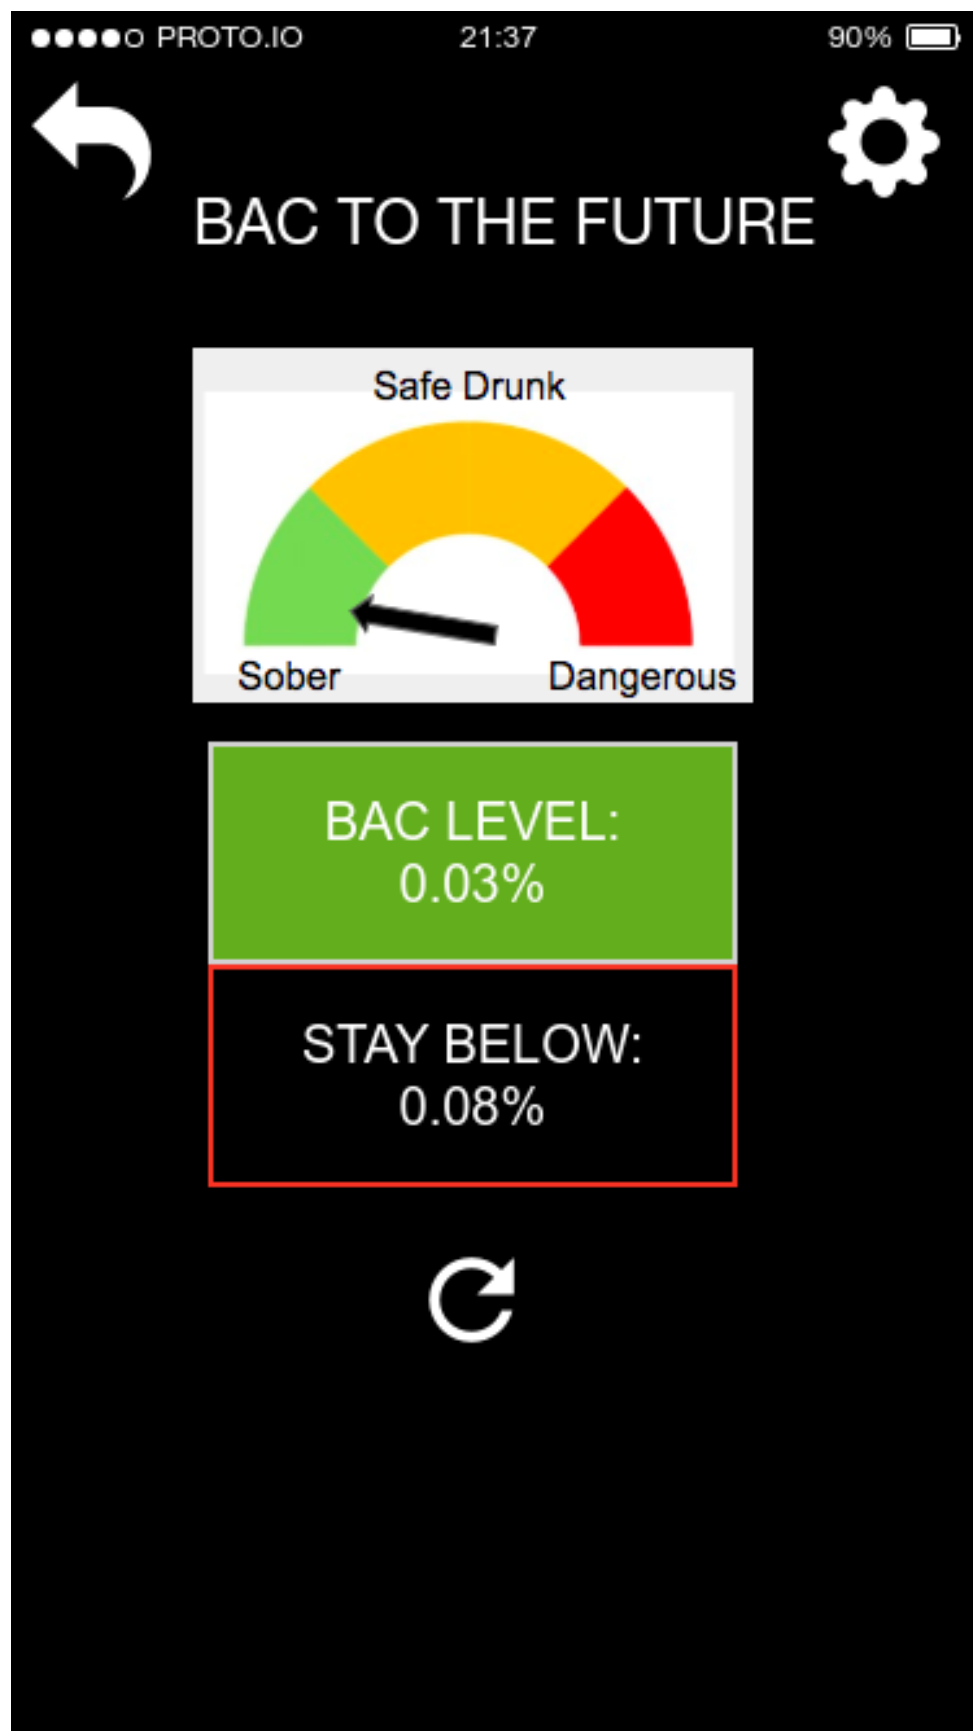 PROTO.IO 21:37 90%
BAC TO THE FUTURE
Safe Drunk
Sober Dangerous
BAC LEVEL:
0.03%
STAY BELOW:
0.08%